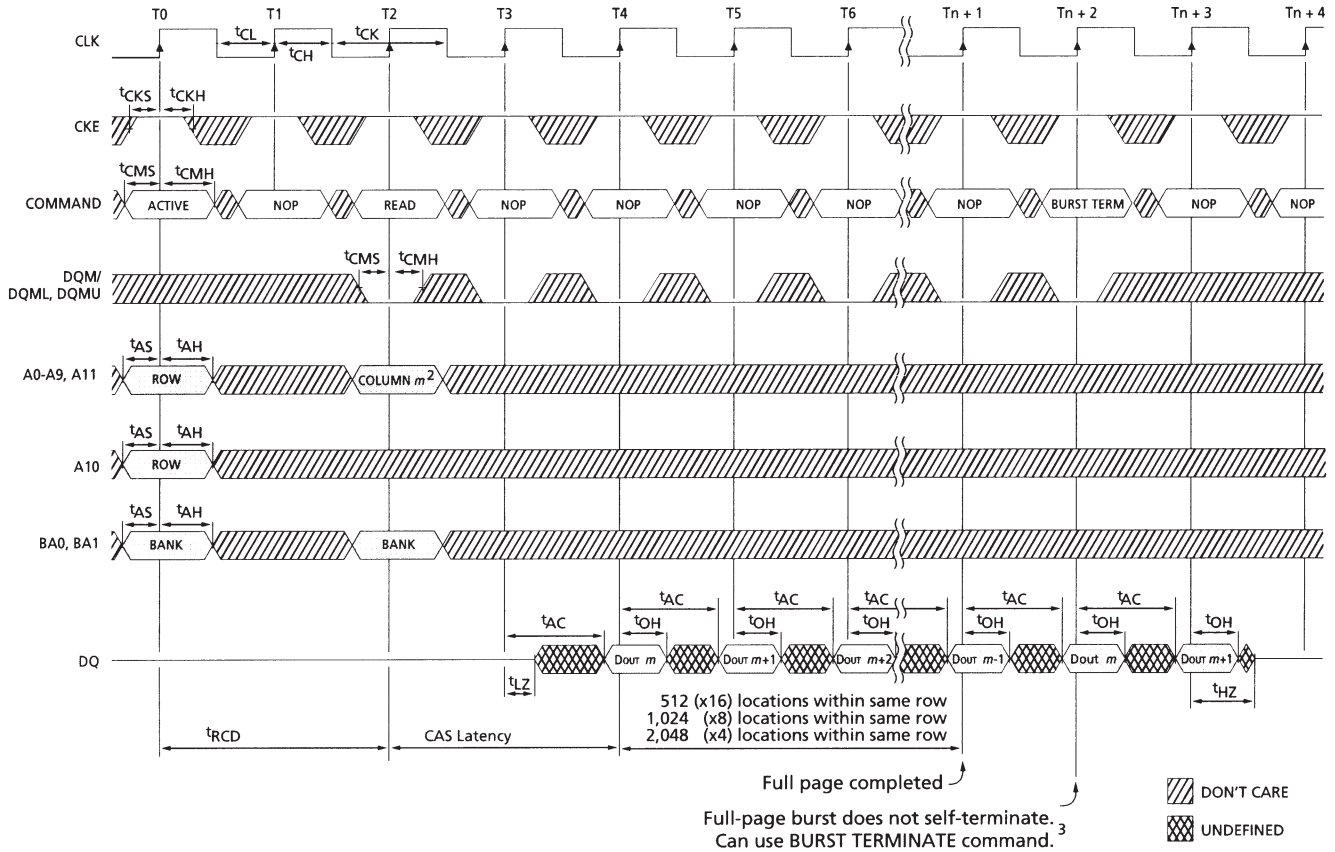 T0 T1 T2 T3 T4 T5 T6 Tn + 1 Tn + 2 Tn + 3 Tn + 4
CLK tCL tCH tCK
tCKS tCKH
CKE
tCMS tCMH
COMMAND ACTIVE NOP READ NOP NOP NOP NOP NOP BURST TERM NOP NOP
tCMS tCMH
DQM/
DQML, DQMU
tAS tAH
A0-A9, A11 ROW COLUMN m2
tAS tAH
A10 ROW
tAS tAH
BA0, BA1 BANK BANK
tAC tAC tAC tAC tAC tAC
tOH tOH tOH tOH tOH tOH
DQ DOUT m DOUT m+1 DOUT m+2 DOUT m-1 DOUT m DOUT m+1
tLZ tHZ
512 (x16) locations within same row
1,024 (x8) locations within same row
2,048 (x4) locations within same row
tRCD CAS Latency
Full page completed
Full-page burst does not self-terminate.
Can use BURST TERMINATE command. 3
DON'T CARE
UNDEFINED